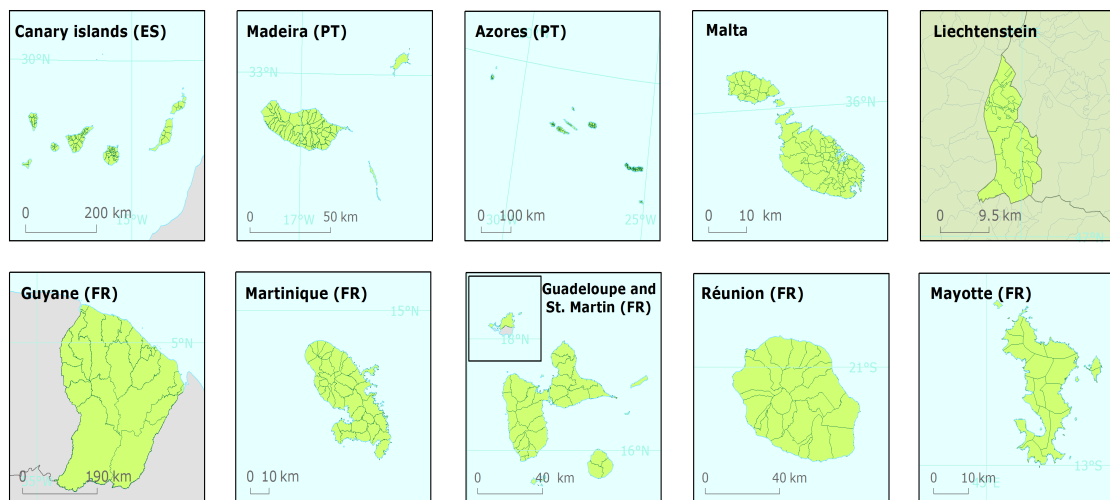 Canary islands (ES)
30°N
0 200 km
15°W
Madeira (PT)
33°N
0 50 km
17°W
Azores (PT)
0 100 km
30°
25°W
Malta
36°N
0 10 km
Liechtenstein
0 9.5 km
Guyane (FR)
5°N
0 190 km
Martinique (FR)
15°N
0 10 km
Guadeloupe and
St. Martin (FR)
18°N
16°N
0 40 km
Réunion (FR)
21°S
0 40 km
Mayotte (FR)
13°S
0 10 km